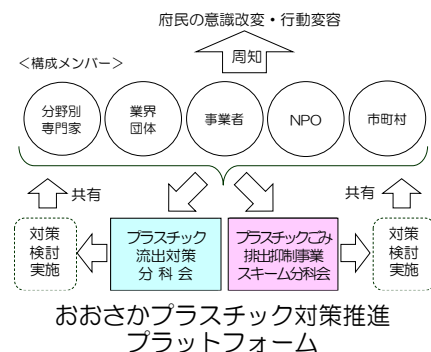 府民の意識改変・行動変容
周知
＜構成メンバー＞
分野別
専門家
業界
団体
事業者
NPO
市町村
共有
共有
対策
検討
実施
プラスチック
流出対策
分科会
プラスチックごみ
排出抑制事業
スキーム分科会
対策
検討
実施
おおさかプラスチック対策推進
プラットフォーム